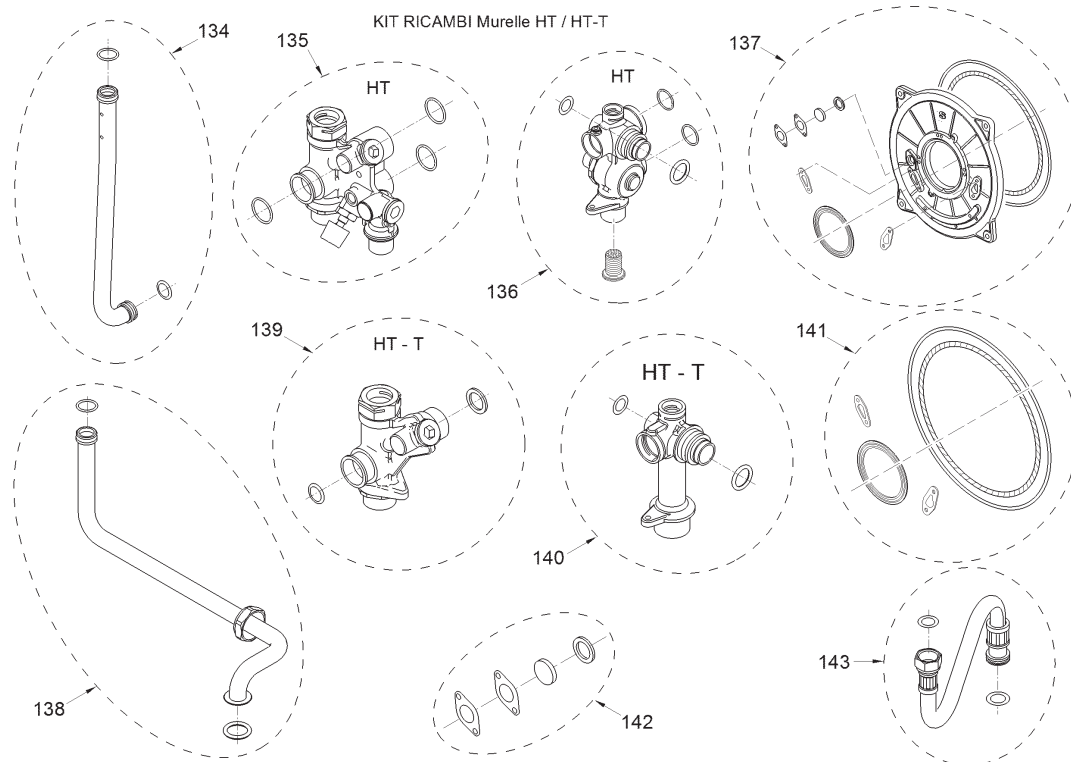 KIT RICAMBI Murelle HT / HT-T
134
135
HT
HT
136
137
139
HT - T
HT - T
140
141
138
142
143